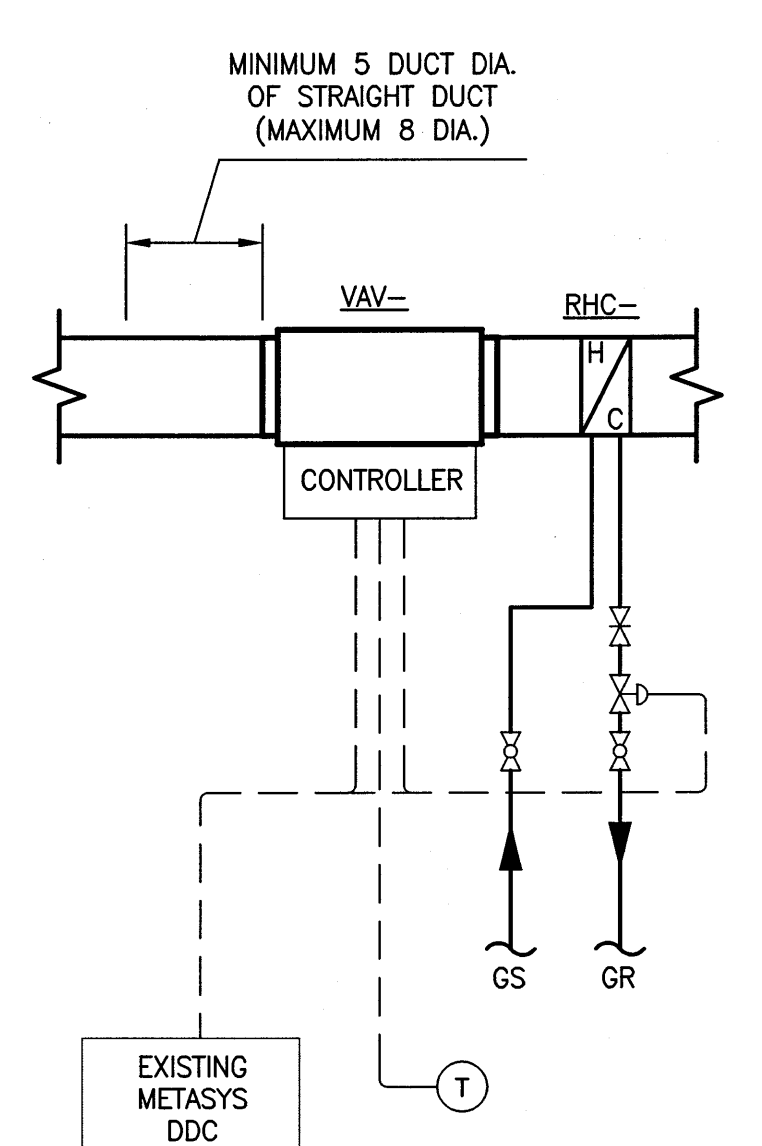 MINIMUM 5 DUCT DIA.
OF STRAIGHT DUCT
(MAXIMUM 8 DIA.)
VAV-
RHC-
H
C
CONTROLLER
GS
GR
EXISTING
METASYS
DDC
T